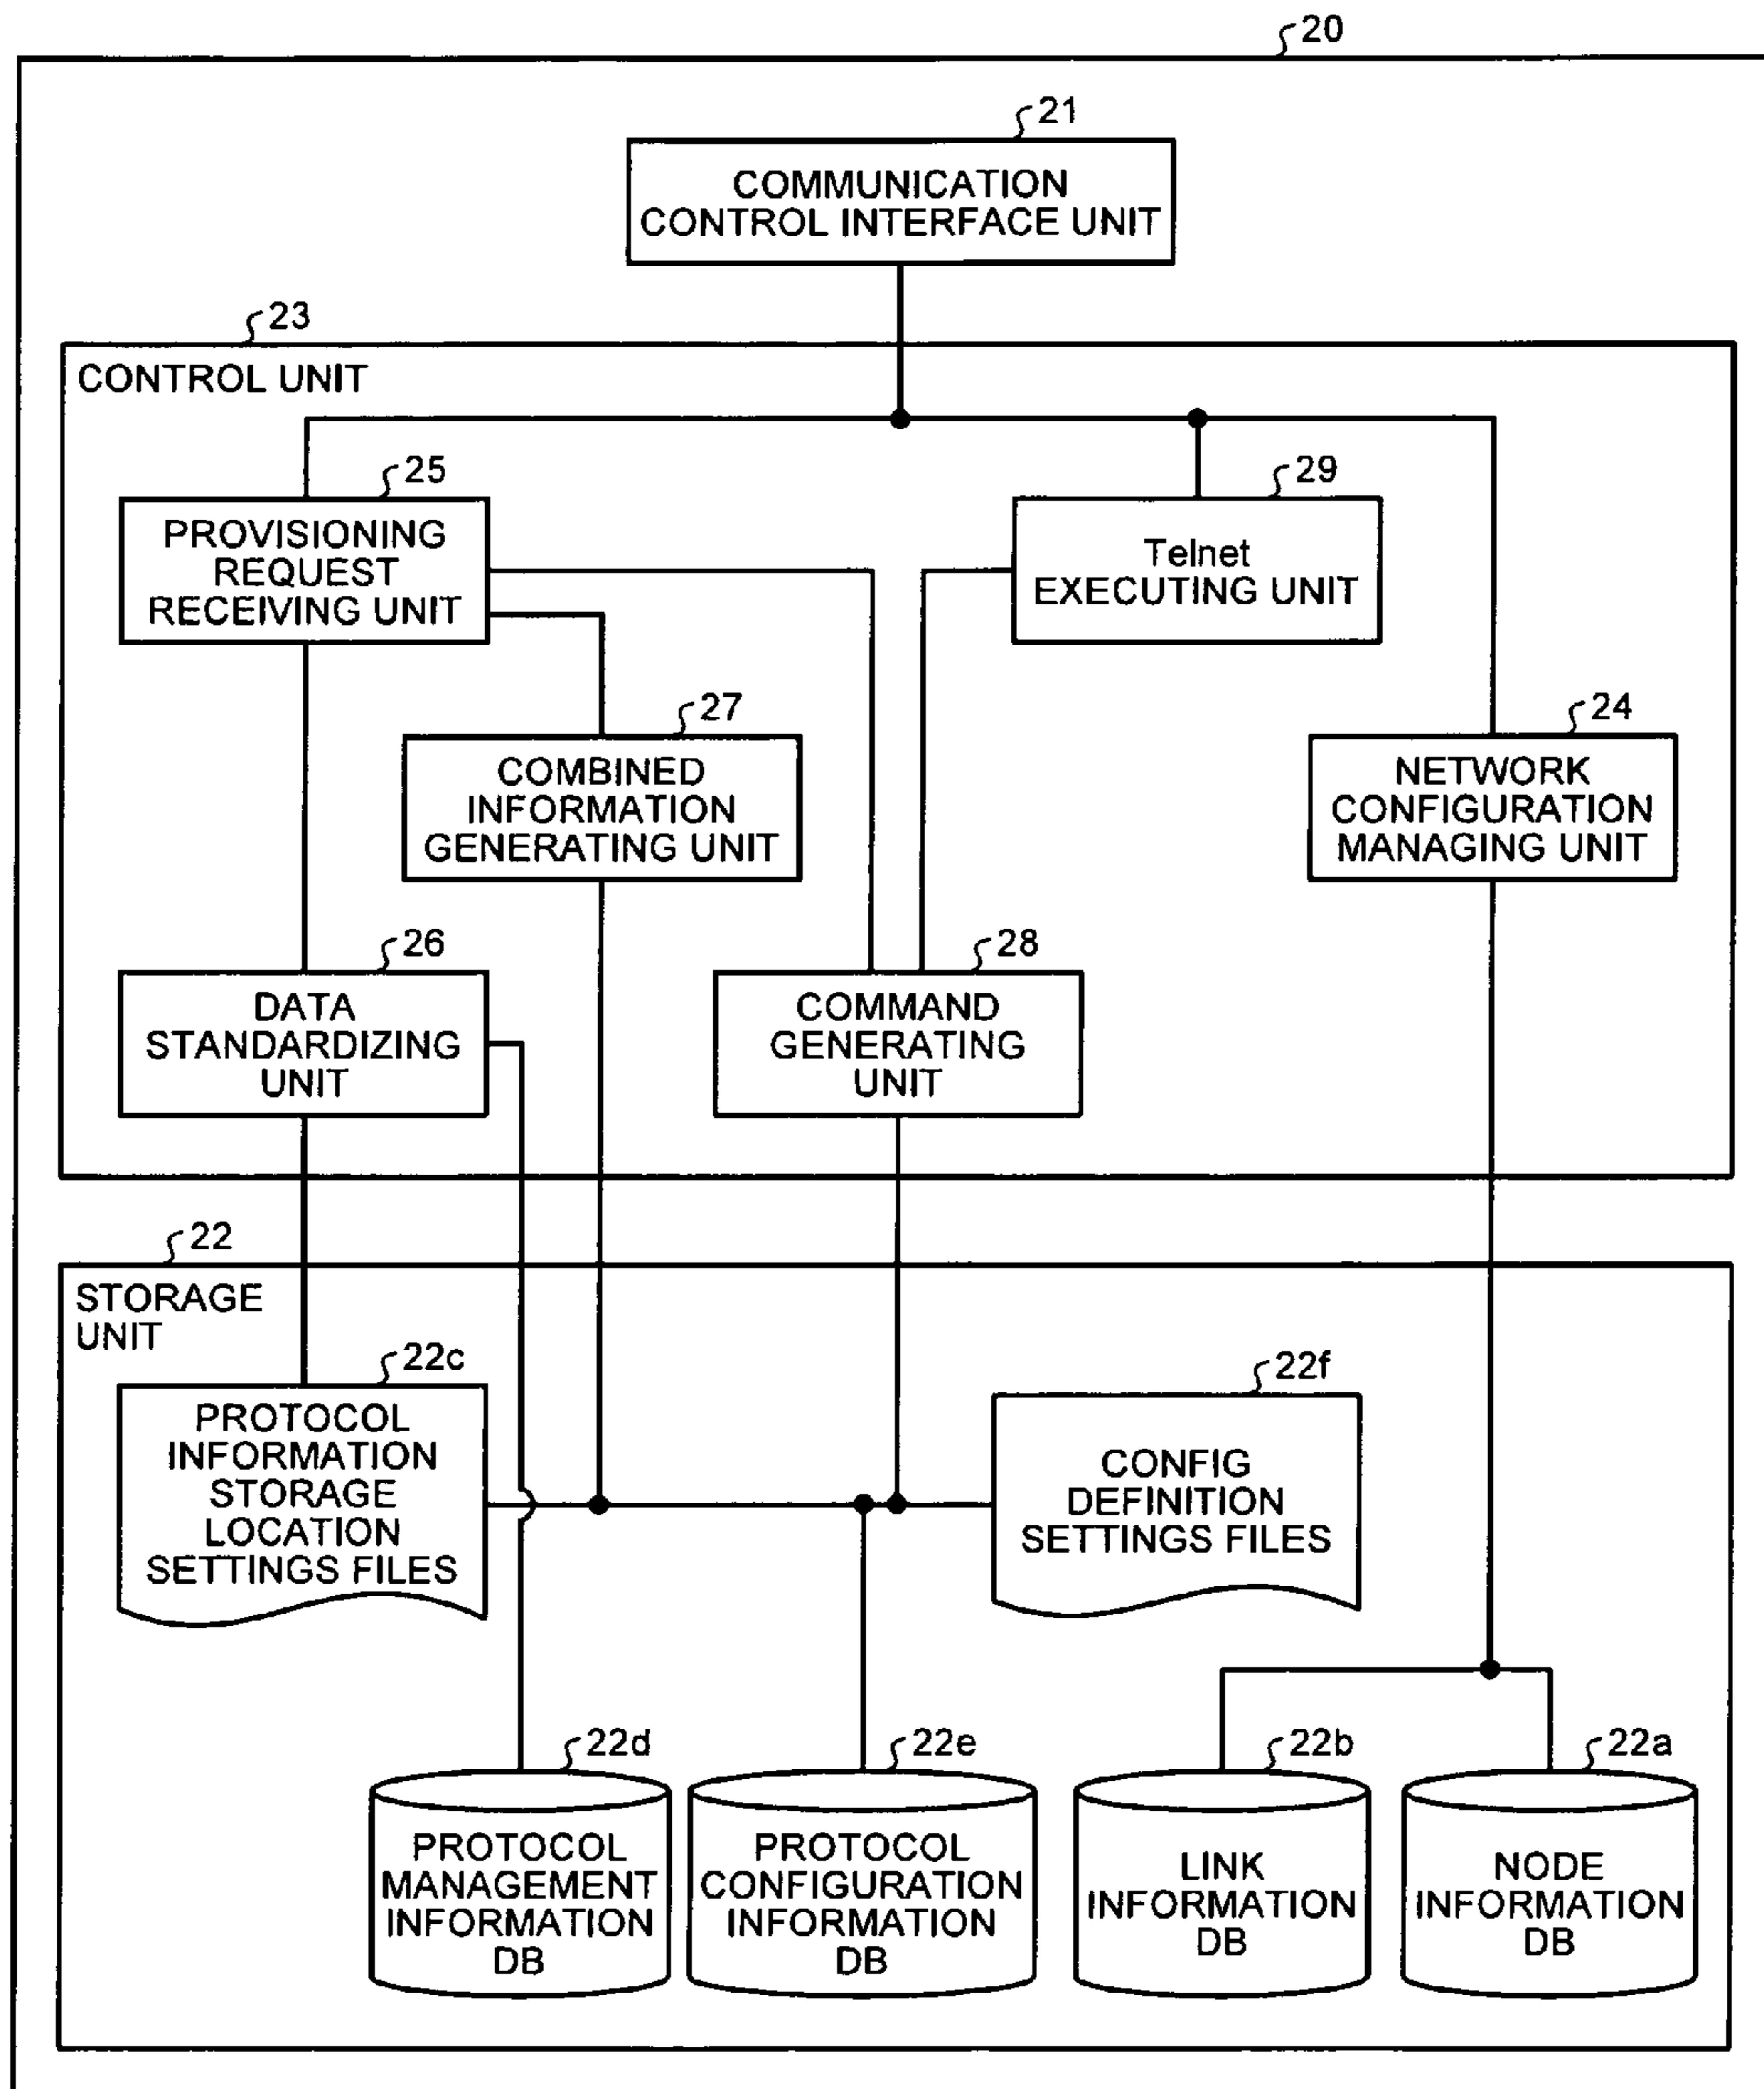 20
21
COMMUNICATION
CONTROL INTERFACE UNIT
23
CONTROL UNIT
25
PROVISIONING
REQUEST
RECEIVING UNIT
29
Telnet
EXECUTING UNIT
27
COMBINED
INFORMATION
GENERATING UNIT
24
NETWORK
CONFIGURATION
MANAGING UNIT
26
DATA
STANDARDIZING
UNIT
28
COMMAND
GENERATING
UNIT
22
STORAGE
UNIT
22c
PROTOCOL
INFORMATION
STORAGE
LOCATION
SETTINGS FILES
22f
CONFIG
DEFINITION
SETTINGS FILES
22d
PROTOCOL
MANAGEMENT
INFORMATION
DB
22e
PROTOCOL
CONFIGURATION
INFORMATION
DB
22b
LINK
INFORMATION
DB
22a
NODE
INFORMATION
DB